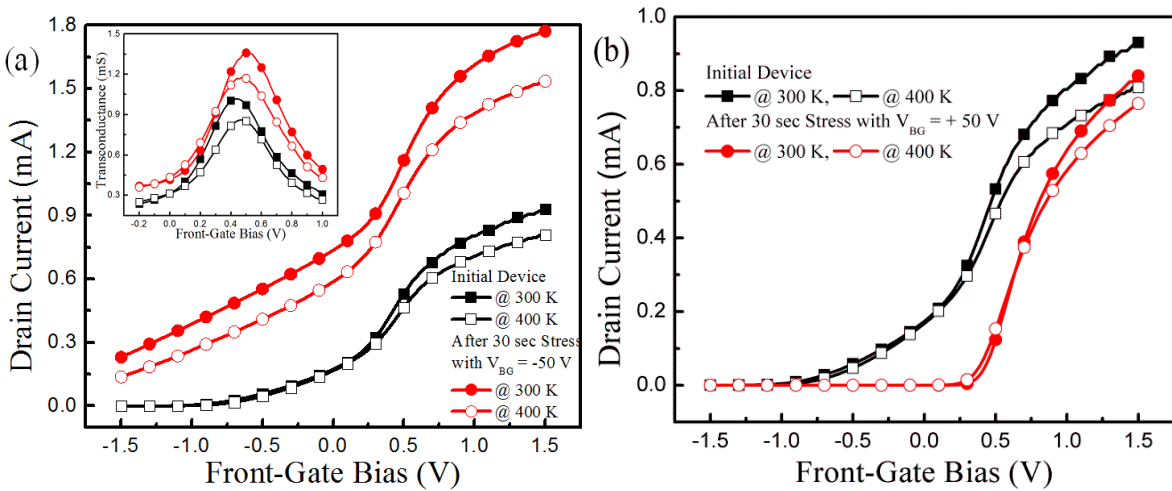 (a)
Drain Current (mA)
1.8
1.5
1.2
0.9
0.6
0.3
0.0
Transconductance (mS)
1.5
1.2
0.9
0.6
0.3
-0.2 0.0 0.2 0.4 0.6 0.8 1.0
Front-Gate Bias (V)
Initial Device
@ 300 K
@ 400 K
After 30 sec Stress
with VBG = -50 V
@ 300 K
@ 400 K
-1.5 -1.0 -0.5 0.0 0.5 1.0 1.5
Front-Gate Bias (V)
(b)
Drain Current (mA)
1.0
0.8
0.6
0.4
0.2
0.0
Initial Device
@ 300 K, @ 400 K
After 30 sec Stress with VBG = + 50 V
@ 300 K, @ 400 K
-1.5 -1.0 -0.5 0.0 0.5 1.0 1.5
Front-Gate Bias (V)